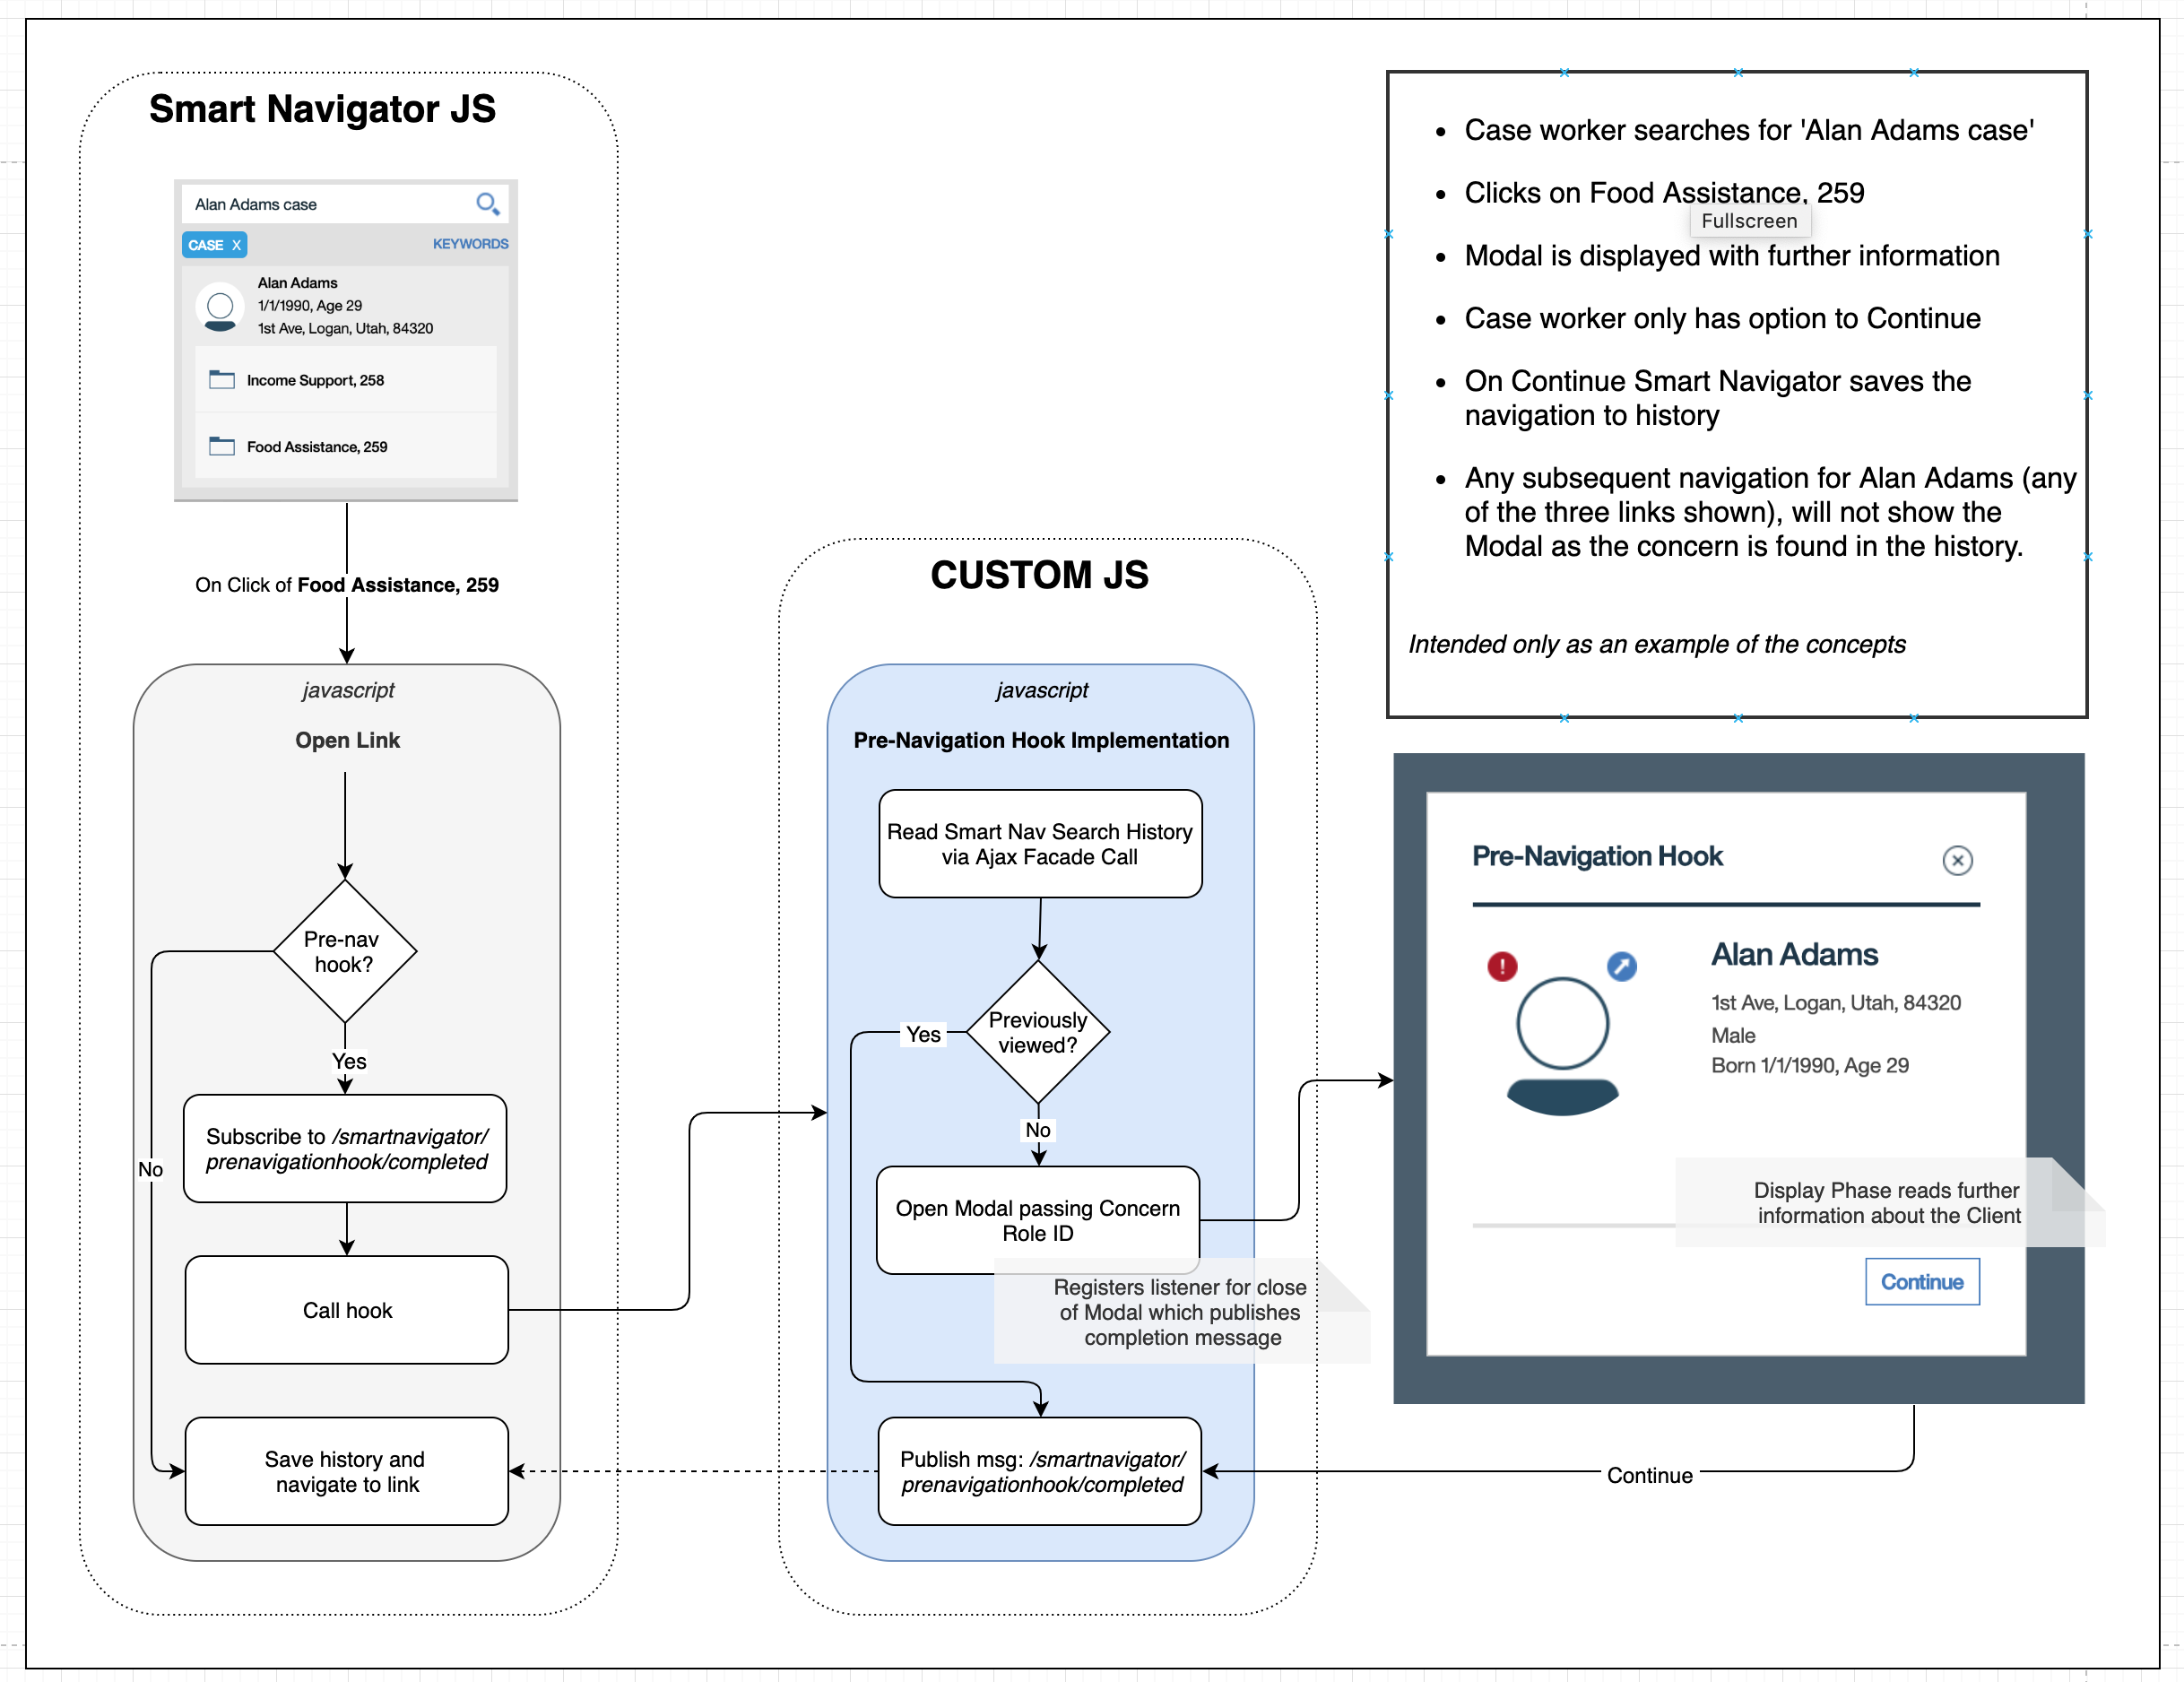 Smart Navigator JS
Alan Adams case
CASE X
KEYWORDS
Alan Adams
1/1/1990, Age 29
1st Ave, Logan, Utah, 84320
Income Support, 258
Food Assistance, 259
On Click of Food Assistance, 259
javascript
Open Link
Pre-nav
hook?
Yes
No
Subscribe to /smartnavigator/
prenavigationhook/completed
Call hook
Save history and
navigate to link
CUSTOM JS
javascript
Pre-Navigation Hook Implementation
Read Smart Nav Search History
via Ajax Facade Call
Previously
viewed?
Yes
No
Open Modal passing Concern
Role ID
Registers listener for close
of Modal which publishes
completion message
Publish msg: /smartnavigator/
prenavigationhook/completed
• Case worker searches for 'Alan Adams case'
• Clicks on Food Assistance, 259
Fullscreen
• Modal is displayed with further information
• Case worker only has option to Continue
• On Continue Smart Navigator saves the
navigation to history
• Any subsequent navigation for Alan Adams (any
of the three links shown), will not show the
Modal as the concern is found in the history.
Intended only as an example of the concepts
Pre-Navigation Hook
Alan Adams
1st Ave, Logan, Utah, 84320
Male
Born 1/1/1990, Age 29
Display Phase reads further
information about the Client
Continue
Continue